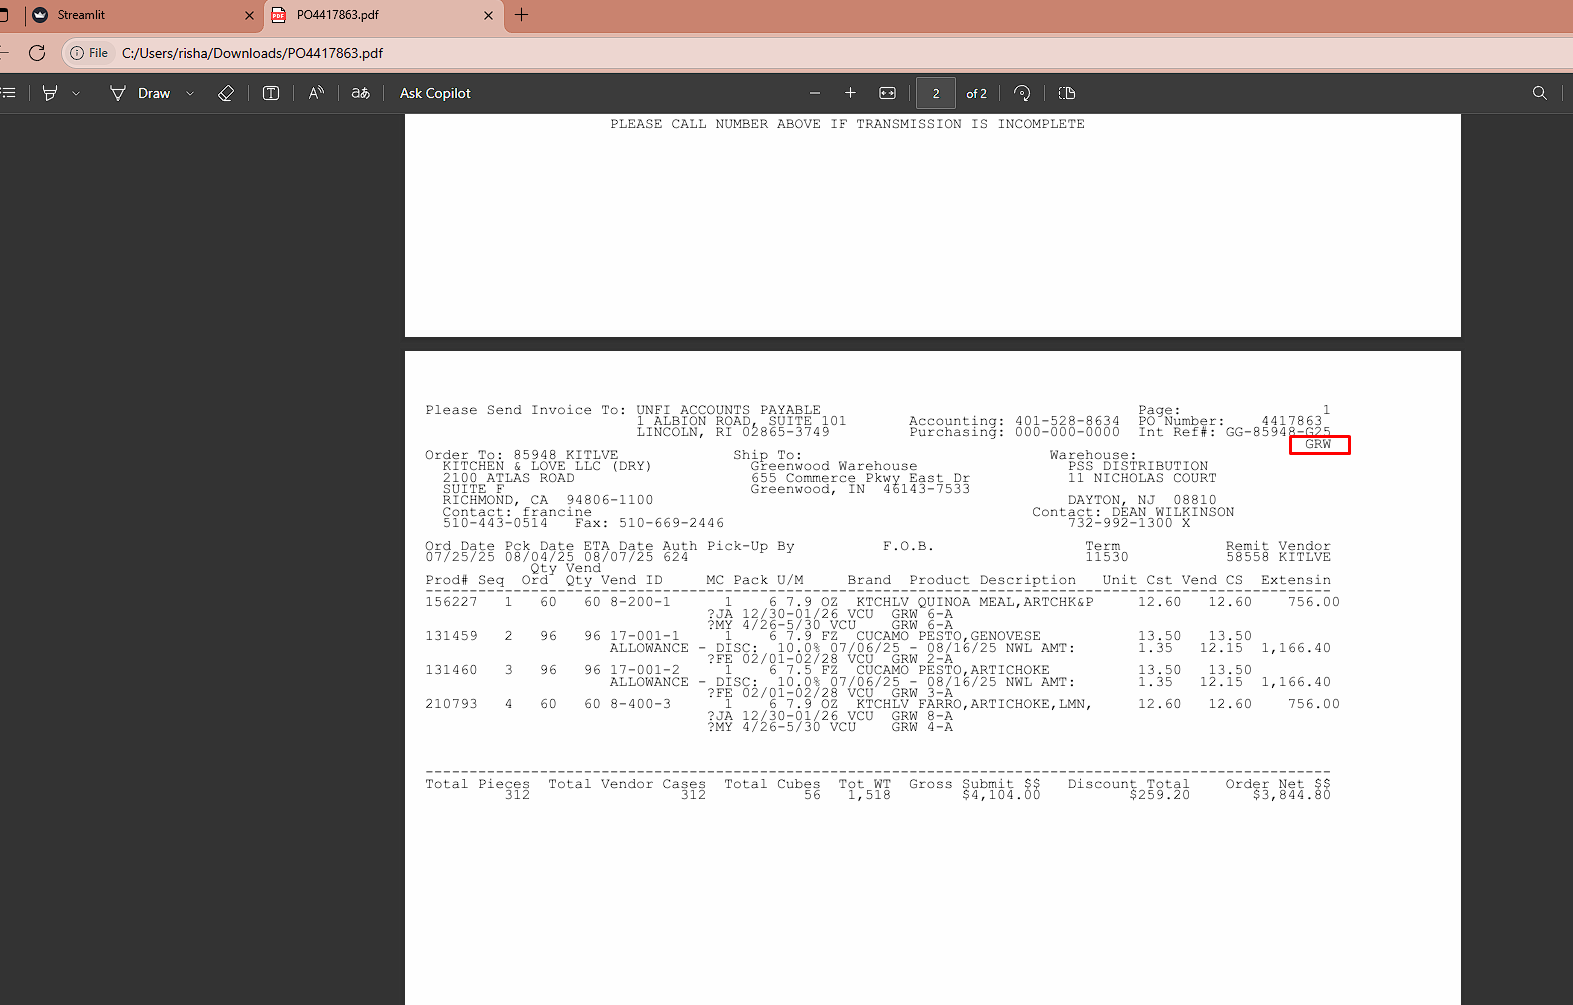 Streamlit
PO4417863.pdf
File C:/Users/risha/Downloads/PO4417863.pdf
Draw
aあ
Ask Copilot
2 of 2
PLEASE CALL NUMBER ABOVE IF TRANSMISSION IS INCOMPLETE
Please Send Invoice To: UNFI ACCOUNTS PAYABLE Page: 1
1 ALBION ROAD, SUITE 101 Accounting: 401-528-8634 PO Number: 4417863
LINCOLN, RI 02865-3749 Purchasing: 000-000-0000 Int Ref#: GG-85948-G25
GRW
Order To: 85948 KITLVE Ship To: Warehouse:
KITCHEN & LOVE LLC (DRY) Greenwood Warehouse PSS DISTRIBUTION
2100 ATLAS ROAD 655 Commerce Pkwy East Dr 11 NICHOLAS COURT
SUITE F Greenwood, IN 46143-7533
RICHMOND, CA 94806-1100 DAYTON, NJ 08810
Contact: francine Contact: DEAN WILKINSON
510-443-0514 Fax: 510-669-2446 732-992-1300 X
Ord Date Pck Date ETA Date Auth Pick-Up By F.O.B. Term Remit Vendor
07/25/25 08/04/25 08/07/25 624 11530 58558 KITLVE
Qty Vend
Prod# Seq Ord Qty Vend ID MC Pack U/M Brand Product Description Unit Cst Vend CS Extensin
156227 1 60 60 8-200-1 1 6 7.9 OZ KTCHLV QUINOA MEAL,ARTCHK&P 12.60 12.60 756.00
?JA 12/30-01/26 VCU GRW 6-A
?MY 4/26-5/30 VCU GRW 6-A
131459 2 96 96 17-001-1 1 6 7.9 FZ CUCAMO PESTO,GENOVESE 13.50 13.50
ALLOWANCE - DISC: 10.0% 07/06/25 - 08/16/25 NWL AMT: 1.35 12.15 1,166.40
?FE 02/01-02/28 VCU GRW 2-A
131460 3 96 96 17-001-2 1 6 7.5 FZ CUCAMO PESTO,ARTICHOKE 13.50 13.50
ALLOWANCE - DISC: 10.0% 07/06/25 - 08/16/25 NWL AMT: 1.35 12.15 1,166.40
?FE 02/01-02/28 VCU GRW 3-A
210793 4 60 60 8-400-3 1 6 7.9 OZ KTCHLV FARRO,ARTICHOKE,LMN, 12.60 12.60 756.00
?JA 12/30-01/26 VCU GRW 8-A
?MY 4/26-5/30 VCU GRW 4-A
Total Pieces Total Vendor Cases Total Cubes Tot WT Gross Submit $$ Discount Total Order Net $$
312 312 56 1,518 $4,104.00 $259.20 $3,844.80